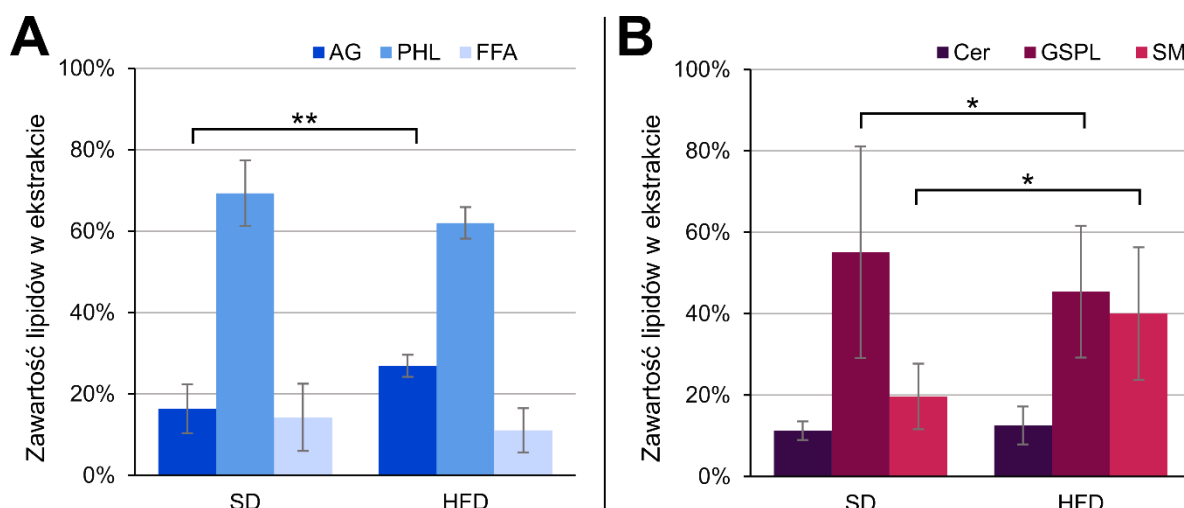 A
AG PHL FFA
Zawartość lipidów w ekstrakcie
100%
80%
60%
40%
20%
0%
**
SD HFD
B
Cer GSPL SM
Zawartość lipidów w ekstrakcie
100%
80%
60%
40%
20%
0%
*
*
SD HFD